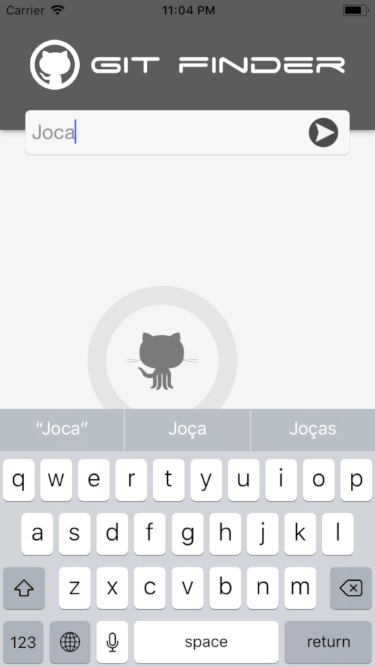 Carrier 11:04 PM
GIT FINDER
Joca
“Joca” Joça Joças
q w e r t y u i o p
a s d f g h j k l
z x c v b n m
123 space return